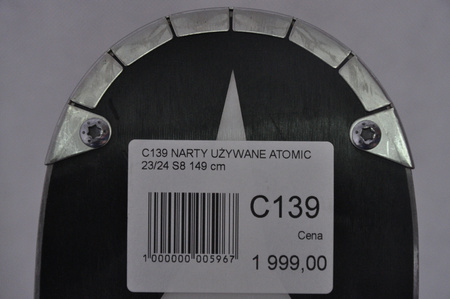 C139 NARTY UŻYWANE ATOMIC
23/24 S8 149 cm
C139
Cena
1 000000 005967
1 999,00